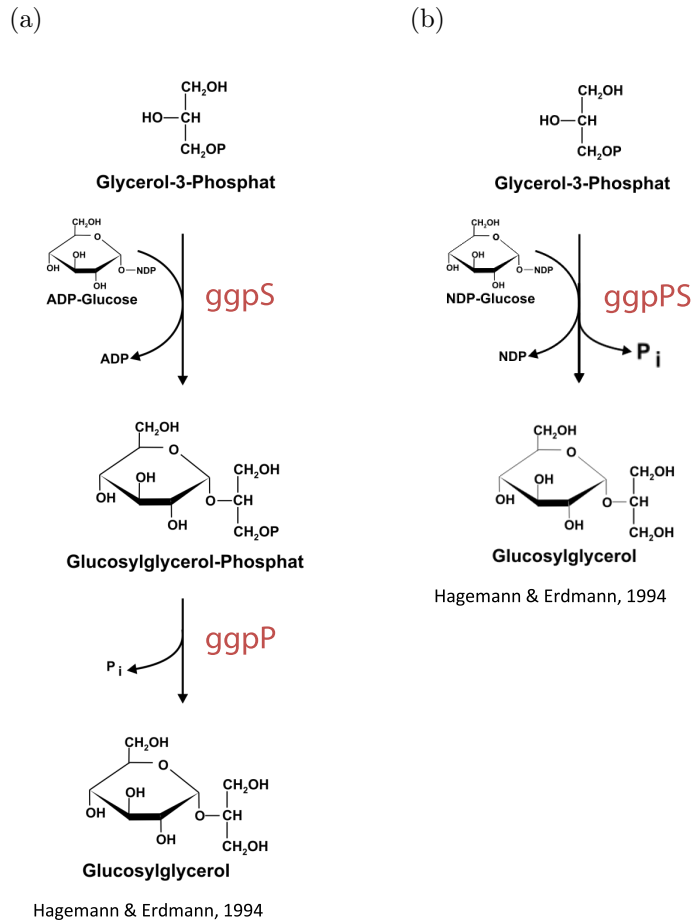 (a)
CH2OH
HO—CH
CH2OP
Glycerol-3-Phosphat
CH2OH
O
OH
OH
O—NDP
OH
ADP-Glucose
ggpS
ADP
CH2OH
O
OH
OH
OH
CH2OH
O—CH
CH2OP
Glucosylglycerol-Phosphat
ggpP
Pi
CH2OH
O
OH
OH
OH
CH2OH
O—CH
CH2OH
Glucosylglycerol
Hagemann & Erdmann, 1994
(b)
CH2OH
HO—CH
CH2OP
Glycerol-3-Phosphat
CH2OH
O
OH
OH
O—NDP
OH
NDP-Glucose
ggpPS
NDP
Pi
CH2OH
O
OH
OH
OH
CH2OH
O—CH
CH2OH
Glucosylglycerol
Hagemann & Erdmann, 1994